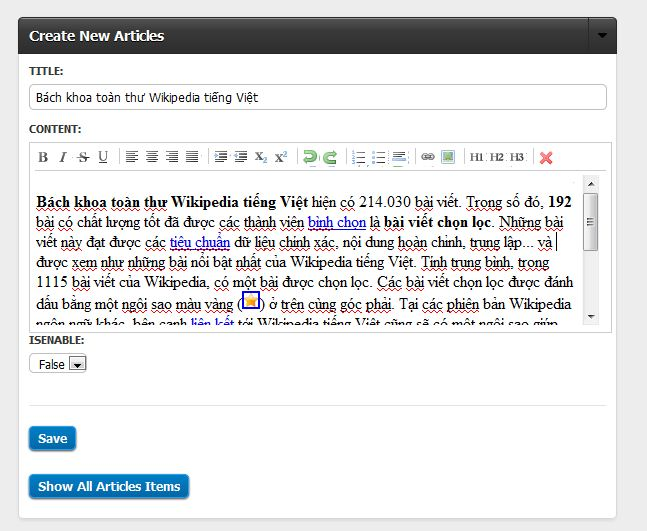 Create New Articles
TITLE:
Bách khoa toàn thư Wikipedia tiếng Việt
CONTENT:
B I S U X₂ X² H1 H2 H3
Bách khoa toàn thư Wikipedia tiếng Việt hiện có 214.030 bài viết. Trong số đó, 192
bài có chất lượng tốt đã được các thành viên bình chọn là bài viết chọn lọc. Những bài
viết này đạt được các tiêu chuẩn dữ liệu chính xác, nội dung hoàn chỉnh, trung lập... và
được xem như những bài nổi bật nhất của Wikipedia tiếng Việt. Tính trung bình, trong
1115 bài viết của Wikipedia, có một bài được chọn lọc. Các bài viết chọn lọc được đánh
dấu bằng một ngôi sao màu vàng () ở trên cùng góc phải. Tại các phiên bản Wikipedia
ngôn ngữ khác, bên cạnh liên kết tới Wikipedia tiếng Việt cũng sẽ có một ngôi sao giúp
ISENABLE:
False
Save
Show All Articles Items